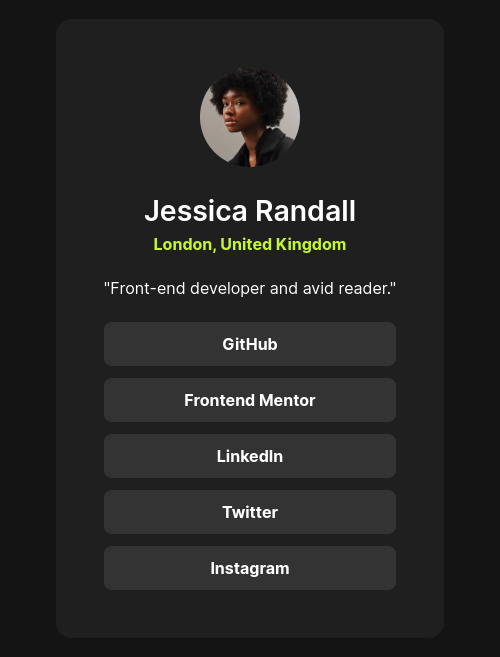 Jessica Randall
London, United Kingdom
"Front-end developer and avid reader."
GitHub
Frontend Mentor
LinkedIn
Twitter
Instagram